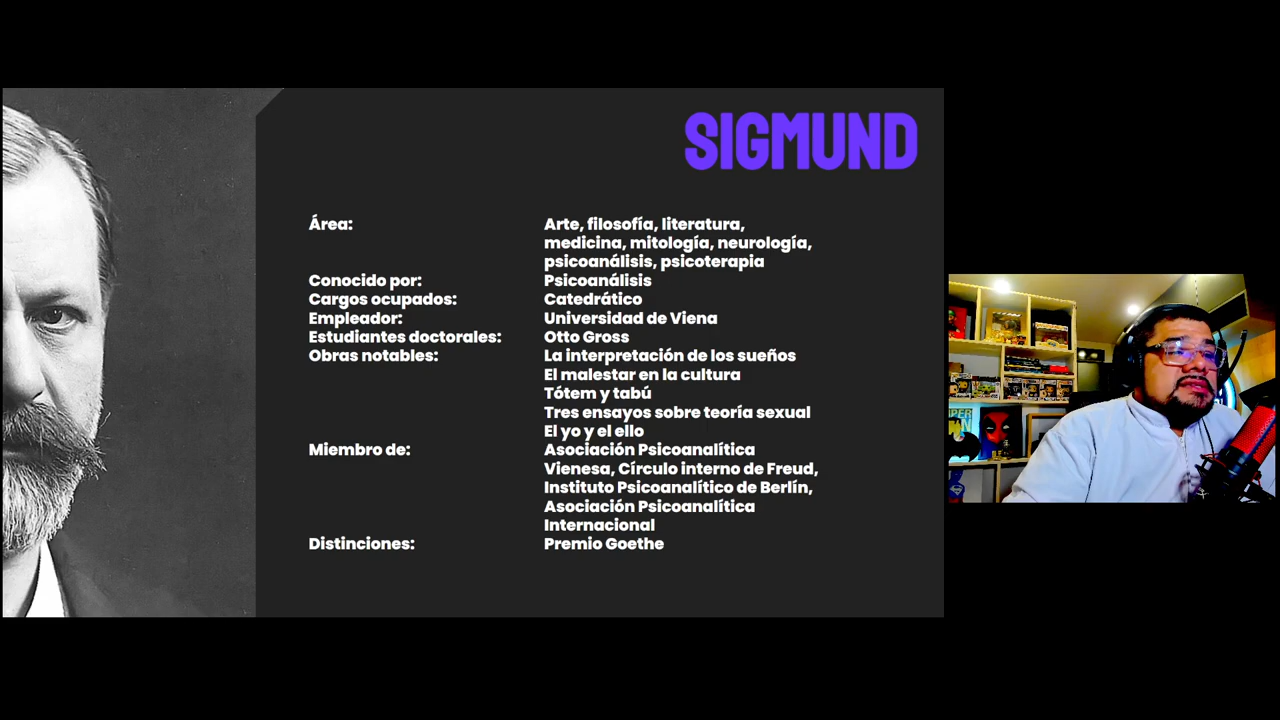 SIGMUND
Área: Arte, filosofía, literatura,
medicina, mitología, neurología,
psicoanálisis, psicoterapia
Conocido por: Psicoanálisis
Cargos ocupados: Catedrático
Empleador: Universidad de Viena
Estudiantes doctorales: Otto Gross
Obras notables: La interpretación de los sueños
El malestar en la cultura
Tótem y tabú
Tres ensayos sobre teoría sexual
El yo y el ello
Miembro de: Asociación Psicoanalítica
Vienesa, Círculo interno de Freud,
Instituto Psicoanalítico de Berlín,
Asociación Psicoanalítica
Internacional
Distinciones: Premio Goethe